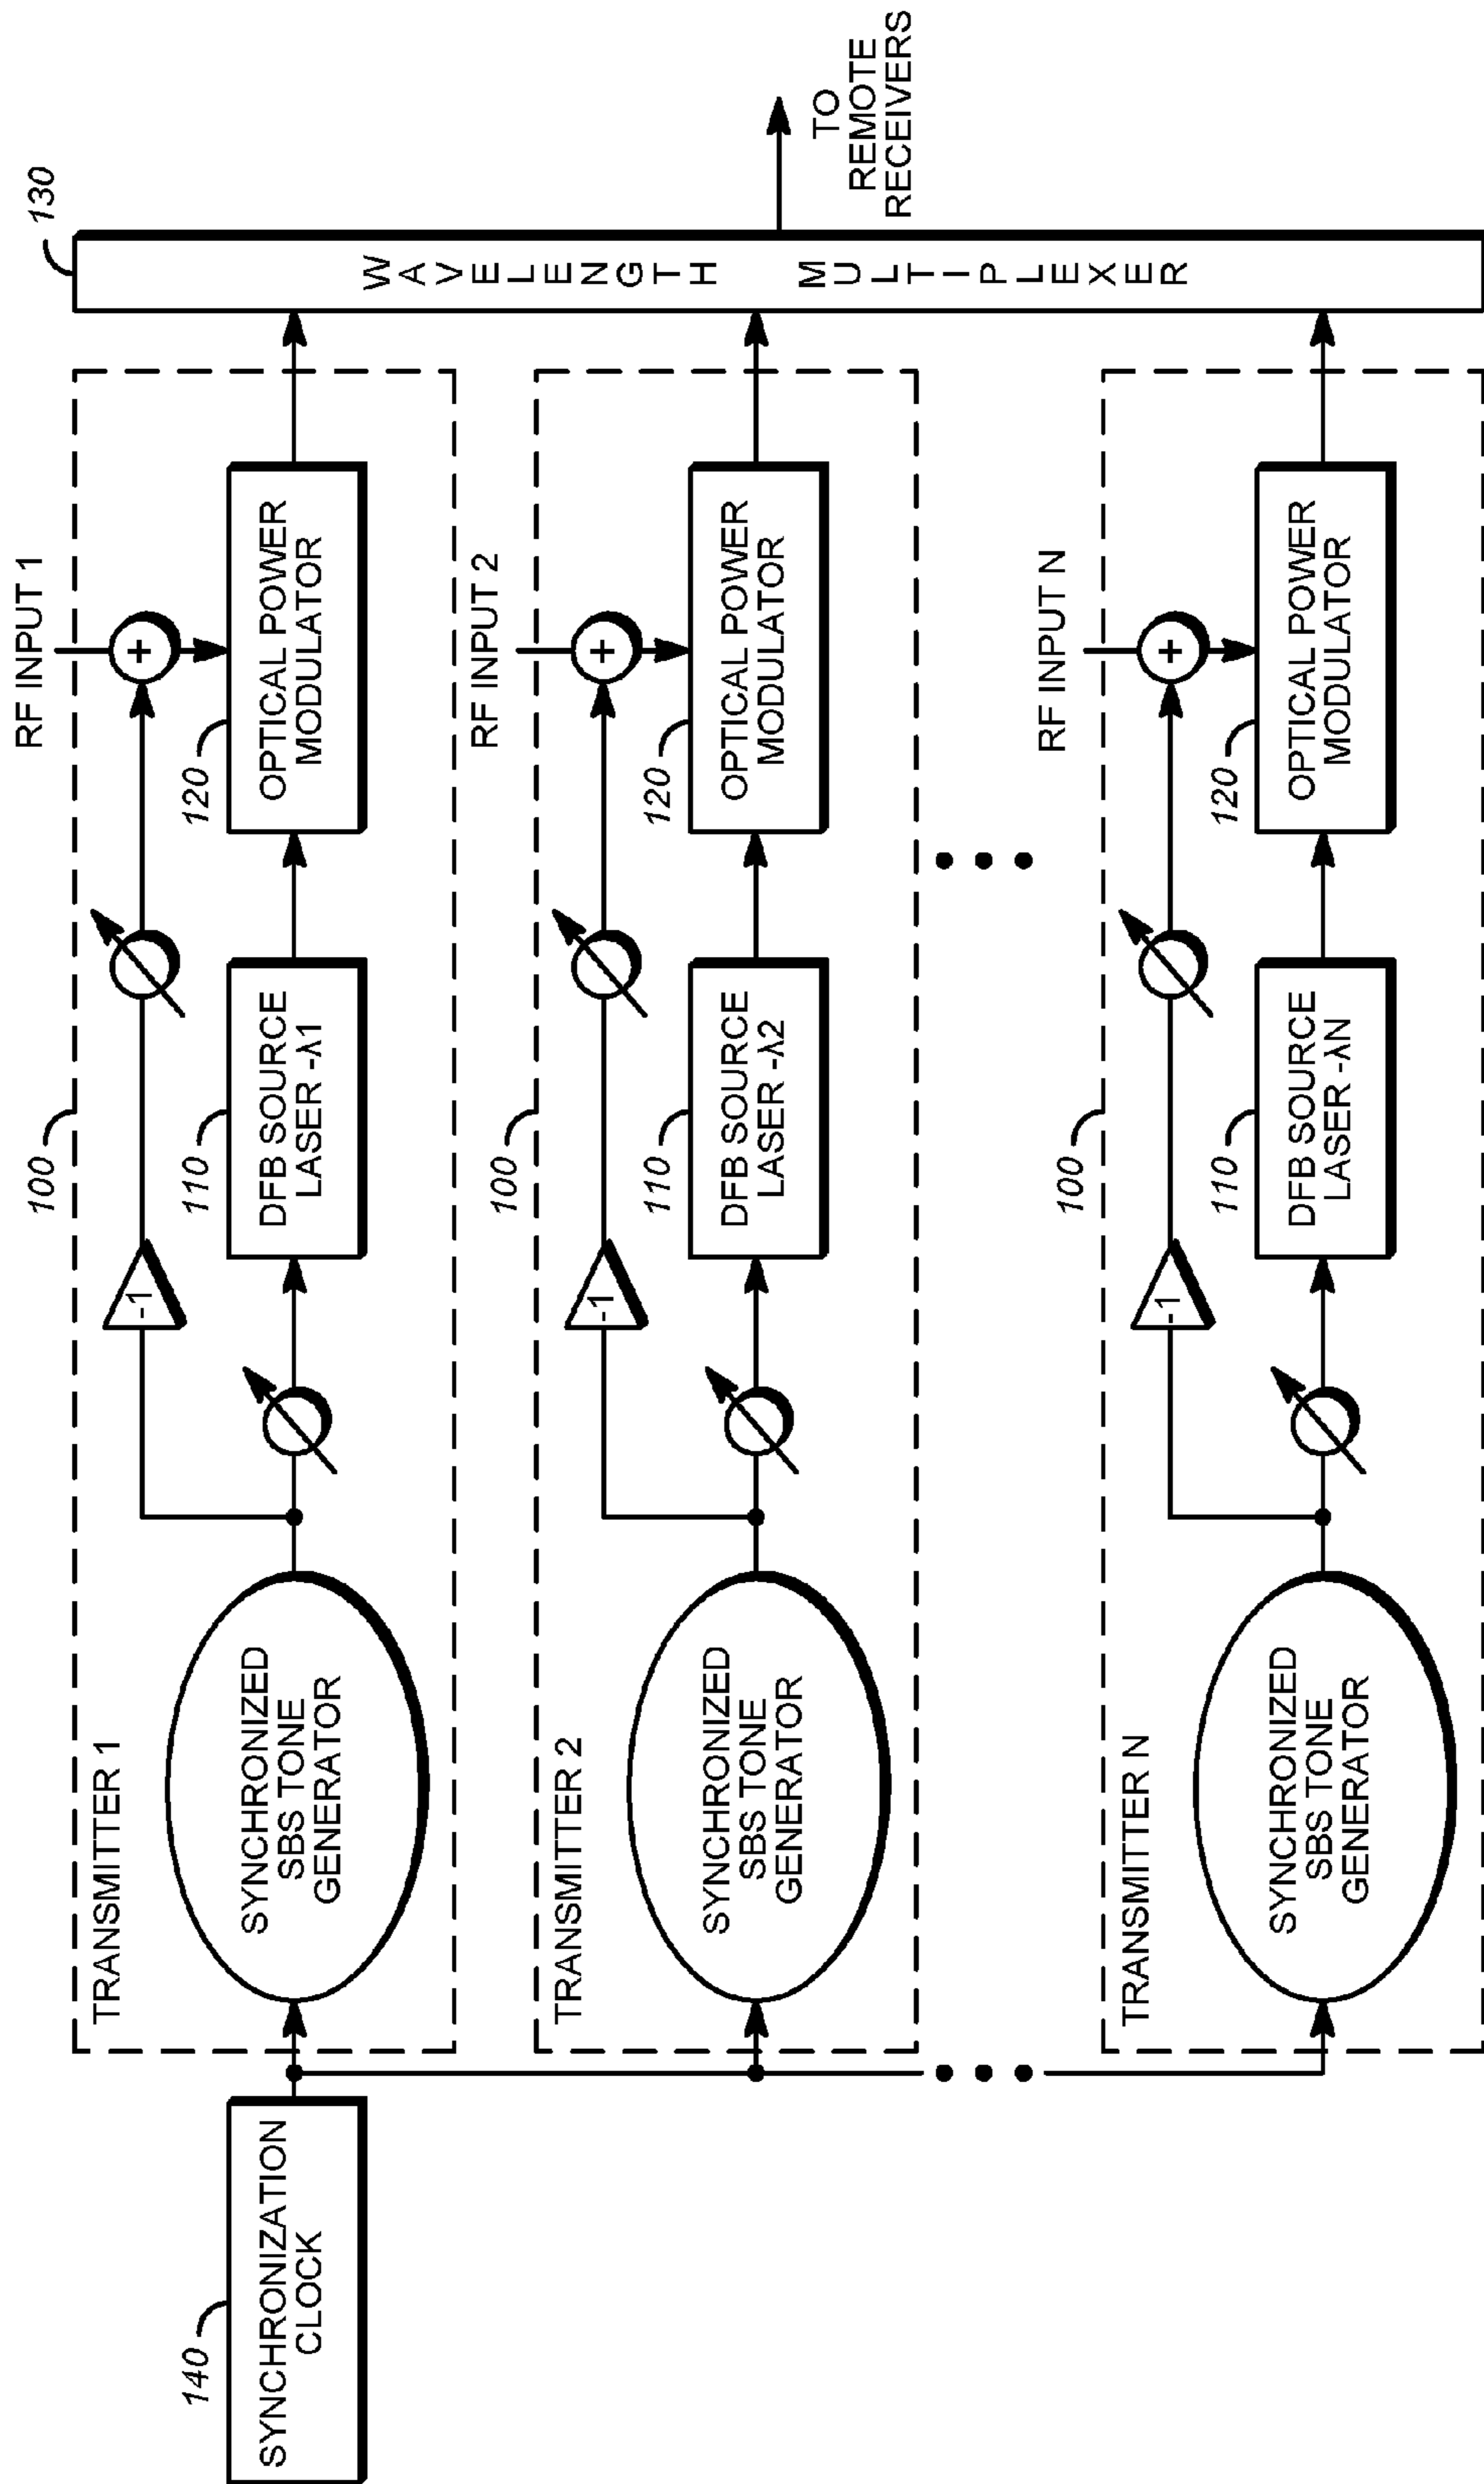 140
SYNCHRONIZATION
CLOCK
100
TRANSMITTER 1
SYNCHRONIZED
SBS TONE
GENERATOR
-1
110
DFB SOURCE
LASER -λ1
RF INPUT 1
+
120
OPTICAL POWER
MODULATOR
100
TRANSMITTER 2
SYNCHRONIZED
SBS TONE
GENERATOR
-1
110
DFB SOURCE
LASER -λ2
RF INPUT 2
+
120
OPTICAL POWER
MODULATOR
100
TRANSMITTER N
SYNCHRONIZED
SBS TONE
GENERATOR
-1
110
DFB SOURCE
LASER -λN
RF INPUT N
+
120
OPTICAL POWER
MODULATOR
130
WAVELENGTH MULTIPLEXER
TO
REMOTE
RECEIVERS